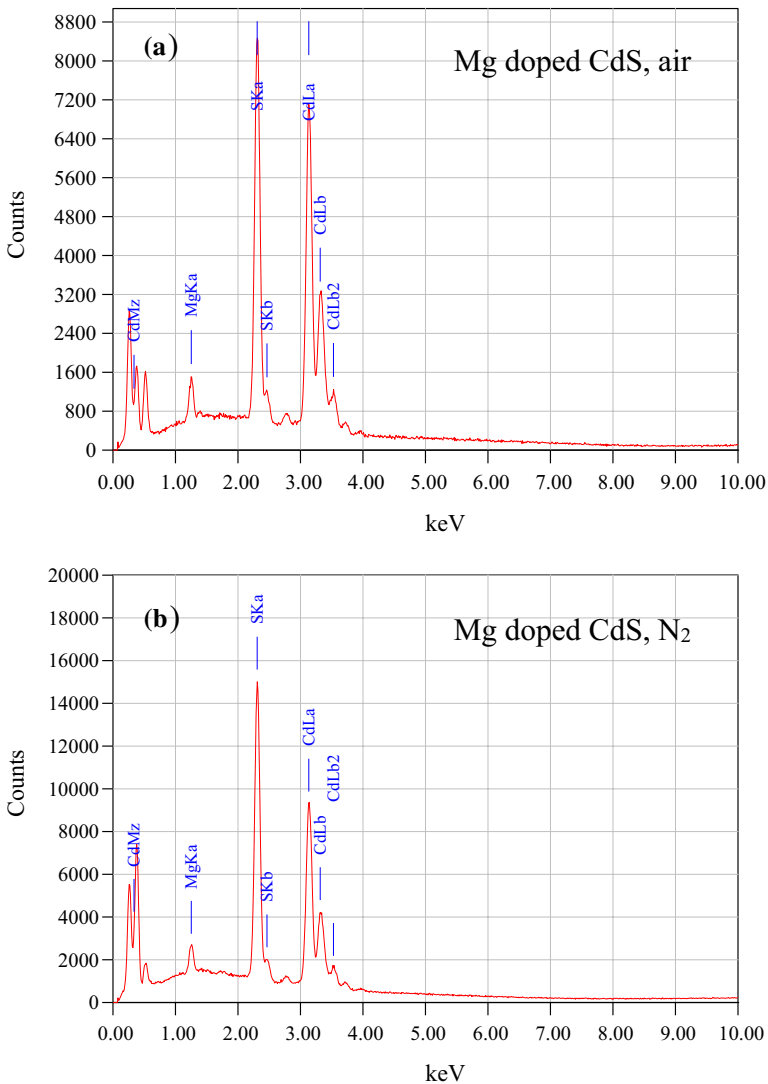 (a)
Mg doped CdS, air
Counts
8800
8000
7200
6400
5600
4800
4000
3200
2400
1600
800
0
CdMz
MgKa
SKa
SKb
CdLa
CdLb
CdLb2
0.00 1.00 2.00 3.00 4.00 5.00 6.00 7.00 8.00 9.00 10.00
keV
(b)
Mg doped CdS, N₂
Counts
20000
18000
16000
14000
12000
10000
8000
6000
4000
2000
0
CdMz
MgKa
SKa
SKb
CdLa
CdLb
CdLb2
0.00 1.00 2.00 3.00 4.00 5.00 6.00 7.00 8.00 9.00 10.00
keV